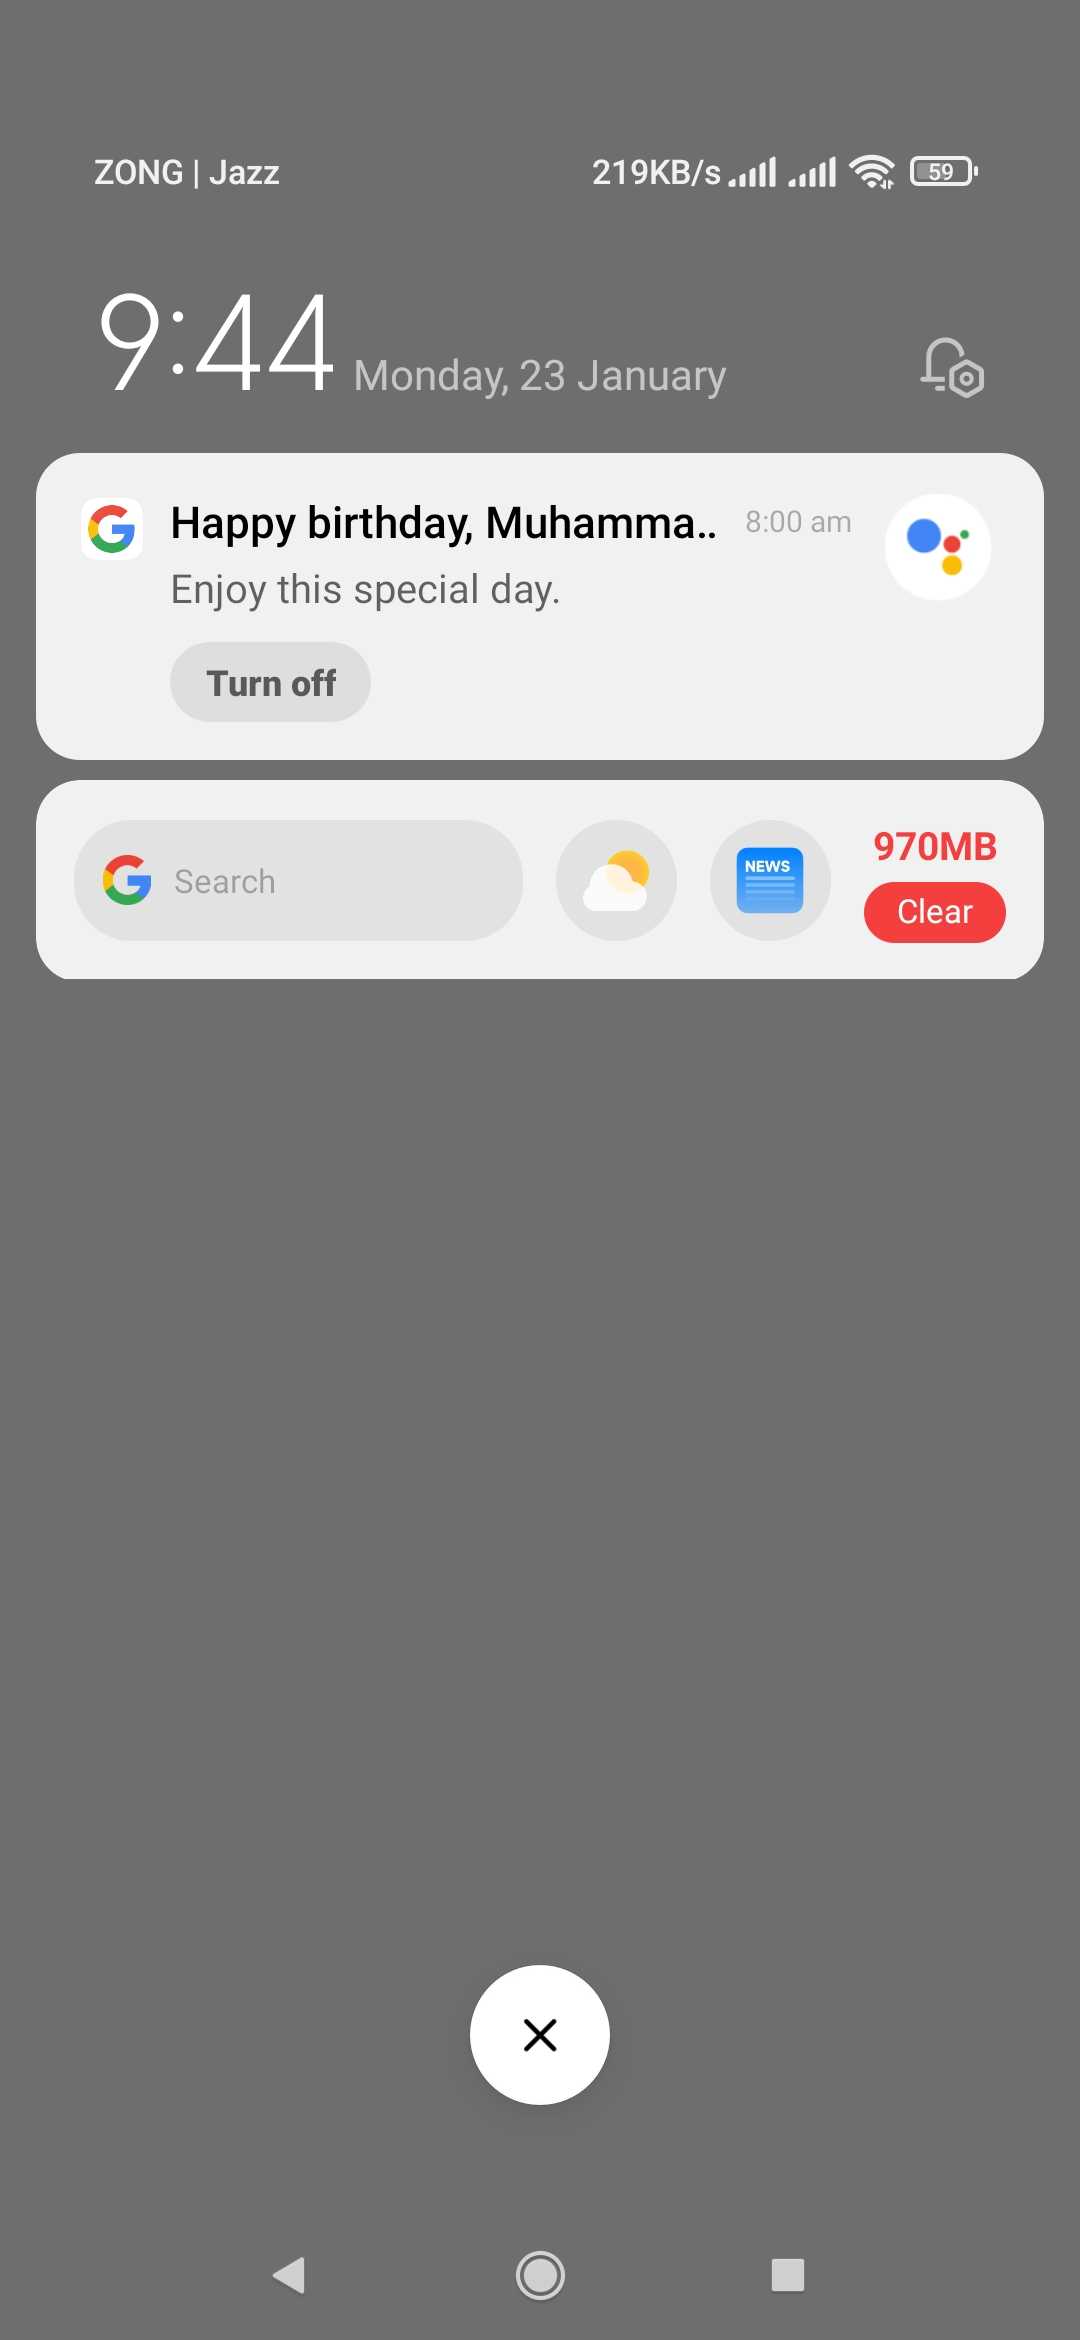 ZONG | Jazz 219KB/s 59
9:44 Monday, 23 January
Happy birthday, Muhamma.. 8:00 am
Enjoy this special day.
Turn off
Search NEWS 970MB
Clear